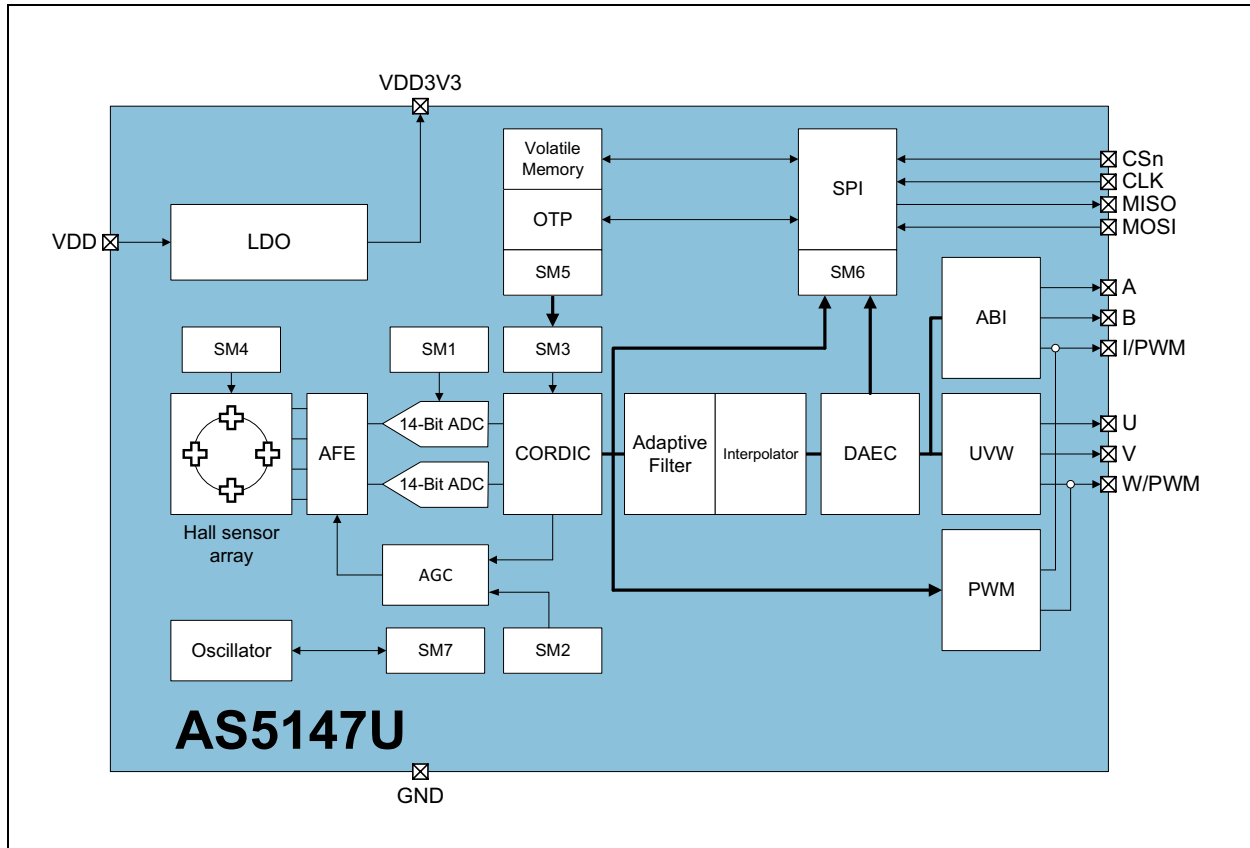 VDD3V3
Volatile
Memory
SPI
CSn
CLK
MISO
MOSI
OTP
VDD
LDO
SM5
SM6
A
ABI
B
I/PWM
SM4
SM1
SM3
14-Bit ADC
AFE
CORDIC
Adaptive
Filter
Interpolator
DAEC
UVW
U
V
W/PWM
14-Bit ADC
Hall sensor
array
AGC
PWM
Oscillator
SM7
SM2
AS5147U
GND